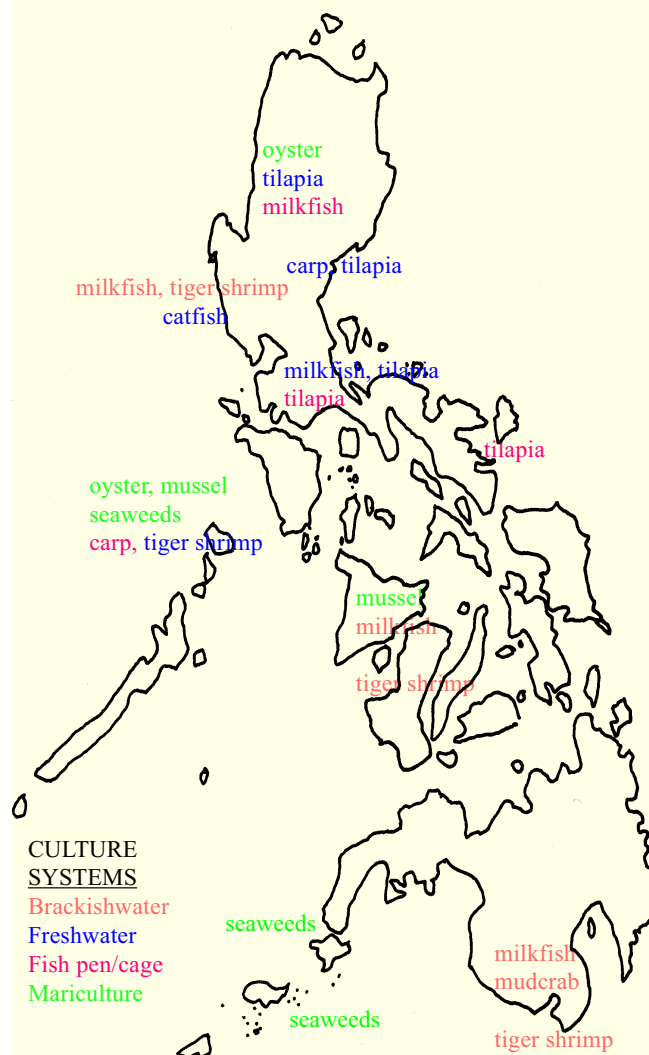 oyster
tilapia
milkfish
carp, tilapia
milkfish, tiger shrimp
catfish
milkfish, tilapia
tilapia
tilapia
oyster, mussel
seaweeds
carp, tiger shrimp
mussel
milkfish
tiger shrimp
CULTURE
SYSTEMS
Brackishwater
Freshwater
Fish pen/cage
Mariculture
seaweeds
seaweeds
milkfish
mudcrab
tiger shrimp